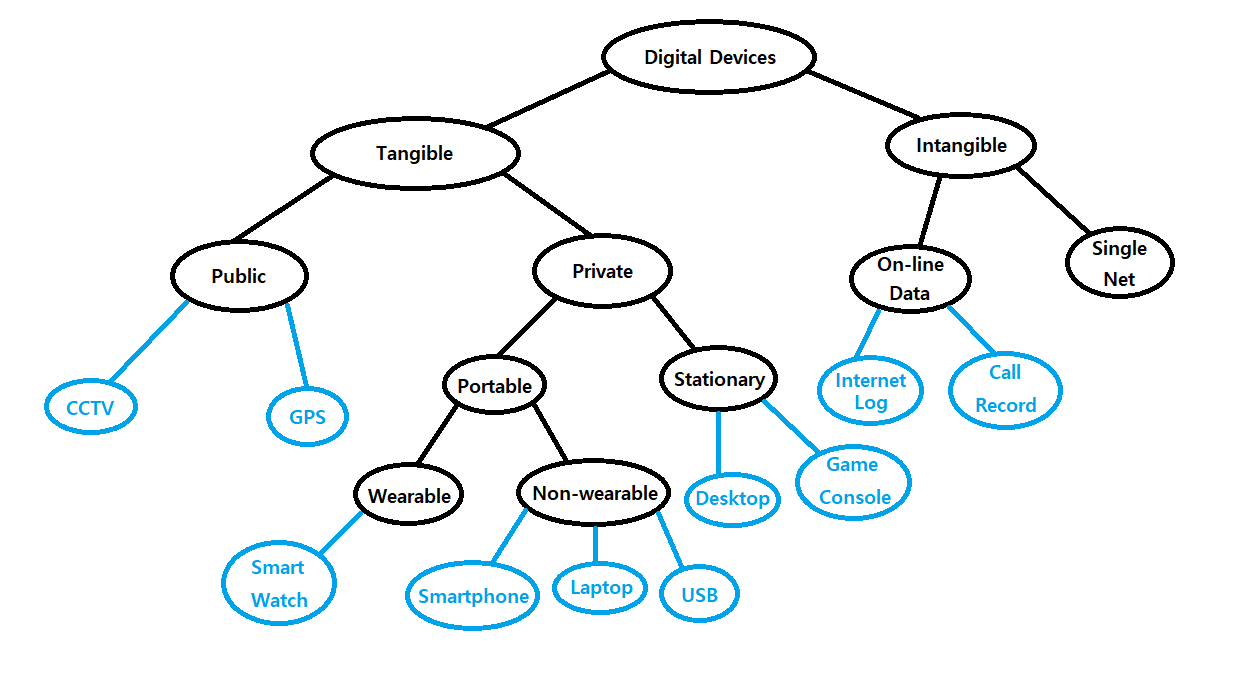 Digital Devices
Tangible
Intangible
Public
Private
On-line
Data
Single
Net
CCTV
GPS
Portable
Stationary
Internet
Log
Call
Record
Wearable
Non-wearable
Desktop
Game
Console
Smart
Watch
Smartphone
Laptop
USB